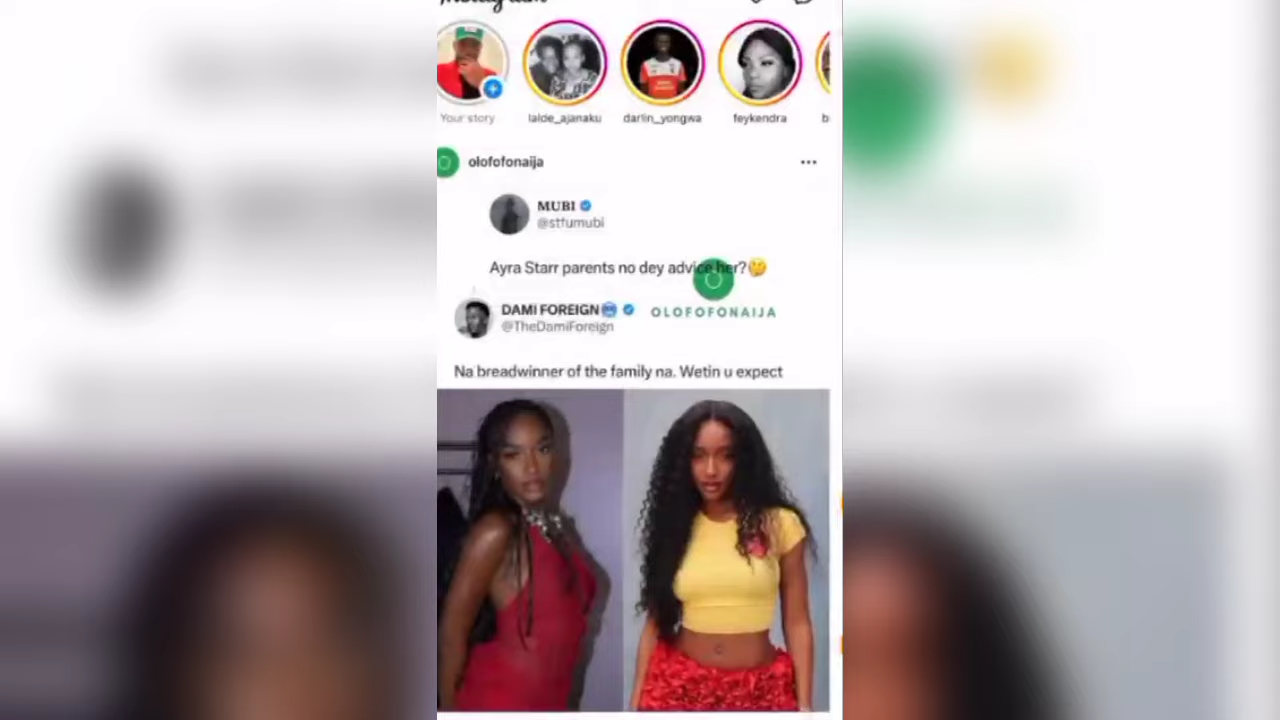 Instagram
Your story
lalde_ajanaku
darlin_yongwa
feykendra
b
O
olofofonaija
MUBI
@stfumubi
Ayra Starr parents no dey advice her?🤔
O
DAMI FOREIGN🥶
OLOFOFONAIJA
@TheDamiForeign
Na breadwinner of the family na. Wetin u expect